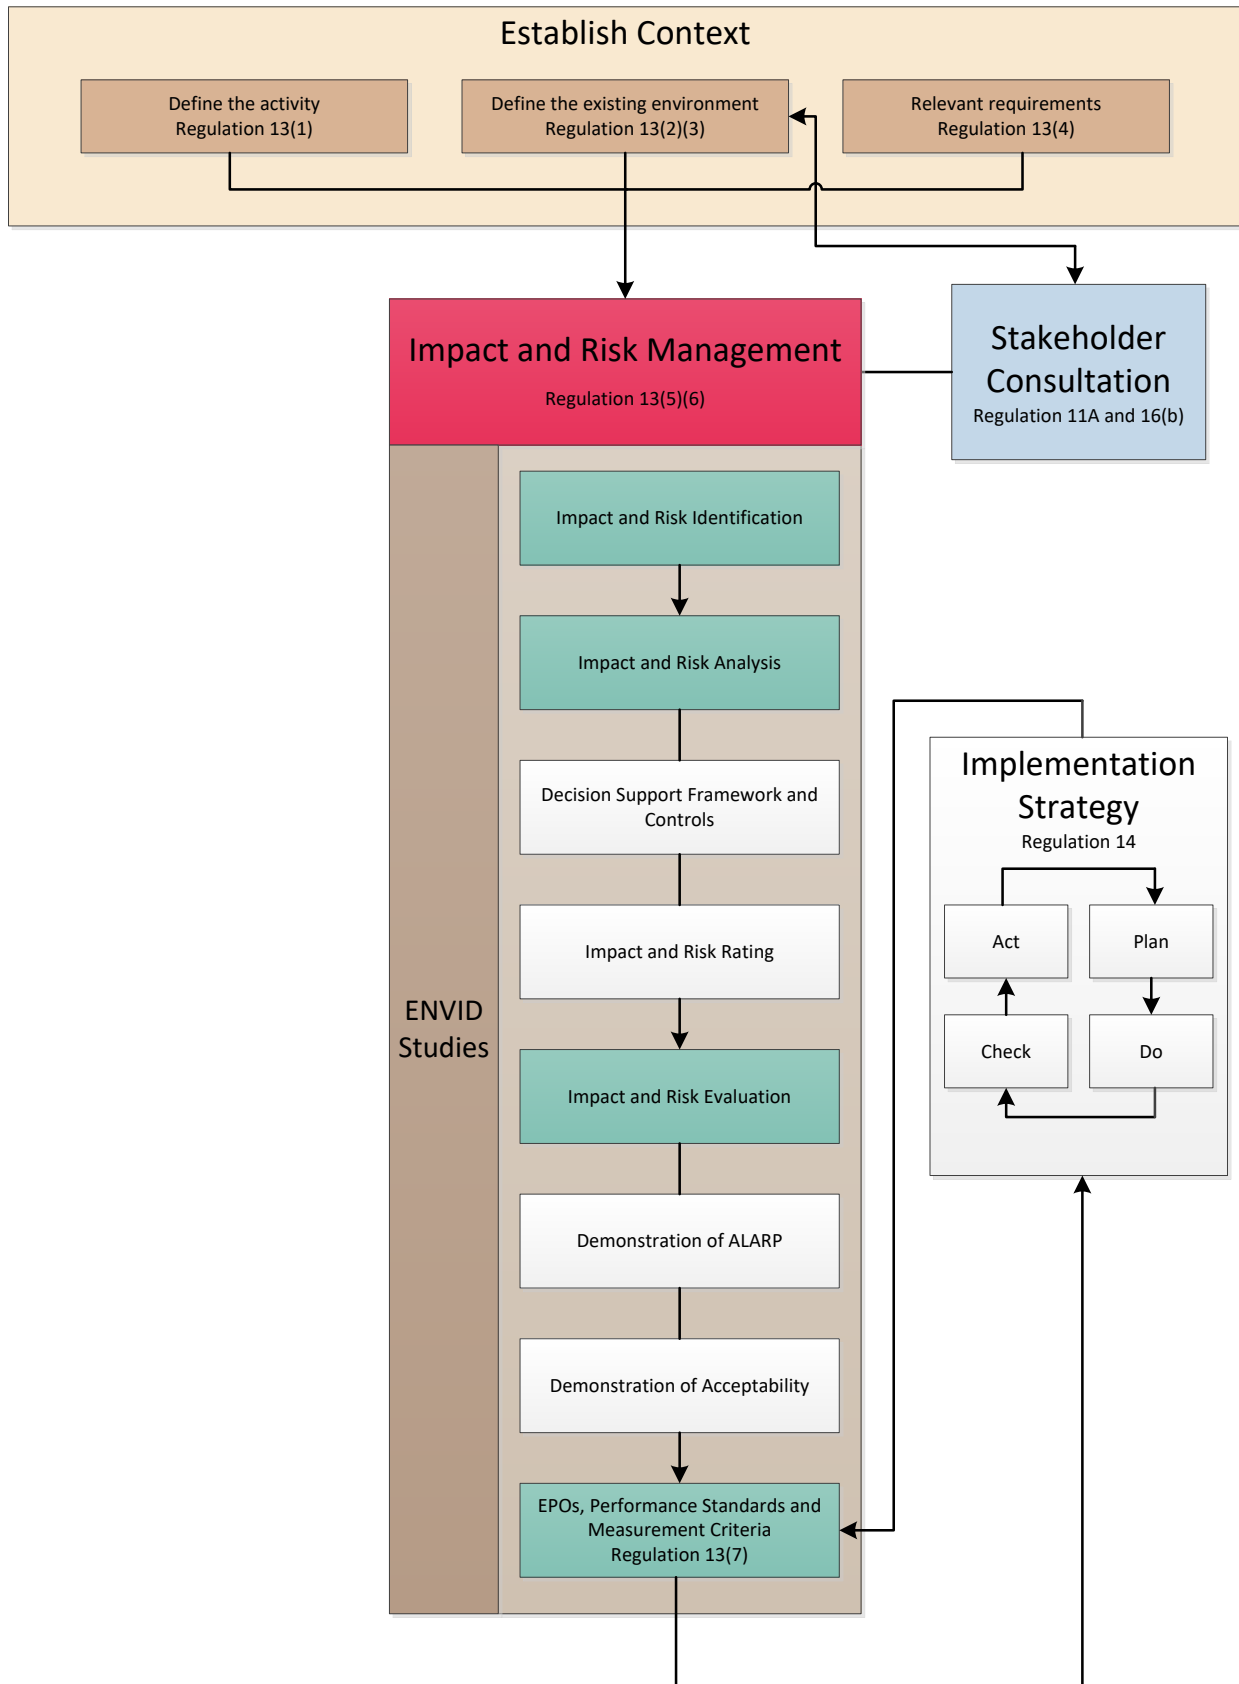 Establish Context
Define the activity
Regulation 13(1)
Define the existing environment
Regulation 13(2)(3)
Relevant requirements
Regulation 13(4)
Impact and Risk Management
Regulation 13(5)(6)
Stakeholder
Consultation
Regulation 11A and 16(b)
ENVID
Studies
Impact and Risk Identification
Impact and Risk Analysis
Decision Support Framework and
Controls
Impact and Risk Rating
Impact and Risk Evaluation
Demonstration of ALARP
Demonstration of Acceptability
EPOs, Performance Standards and
Measurement Criteria
Regulation 13(7)
Implementation
Strategy
Regulation 14
Act
Plan
Check
Do